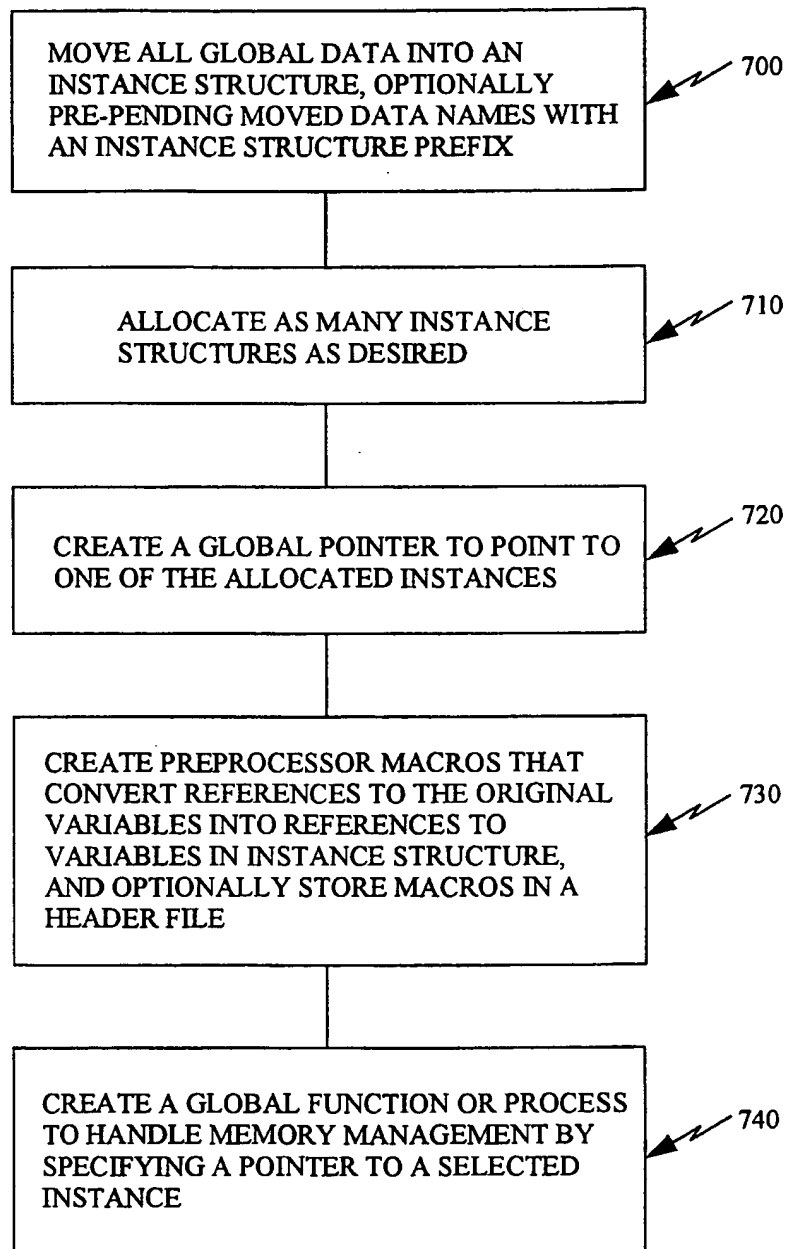 MOVE ALL GLOBAL DATA INTO AN
INSTANCE STRUCTURE, OPTIONALLY
PRE-PENDING MOVED DATA NAMES WITH
AN INSTANCE STRUCTURE PREFIX
700
ALLOCATE AS MANY INSTANCE
STRUCTURES AS DESIRED
710
CREATE A GLOBAL POINTER TO POINT TO
ONE OF THE ALLOCATED INSTANCES
720
CREATE PREPROCESSOR MACROS THAT
CONVERT REFERENCES TO THE ORIGINAL
VARIABLES INTO REFERENCES TO
VARIABLES IN INSTANCE STRUCTURE,
AND OPTIONALLY STORE MACROS IN A
HEADER FILE
730
CREATE A GLOBAL FUNCTION OR PROCESS
TO HANDLE MEMORY MANAGEMENT BY
SPECIFYING A POINTER TO A SELECTED
INSTANCE
740